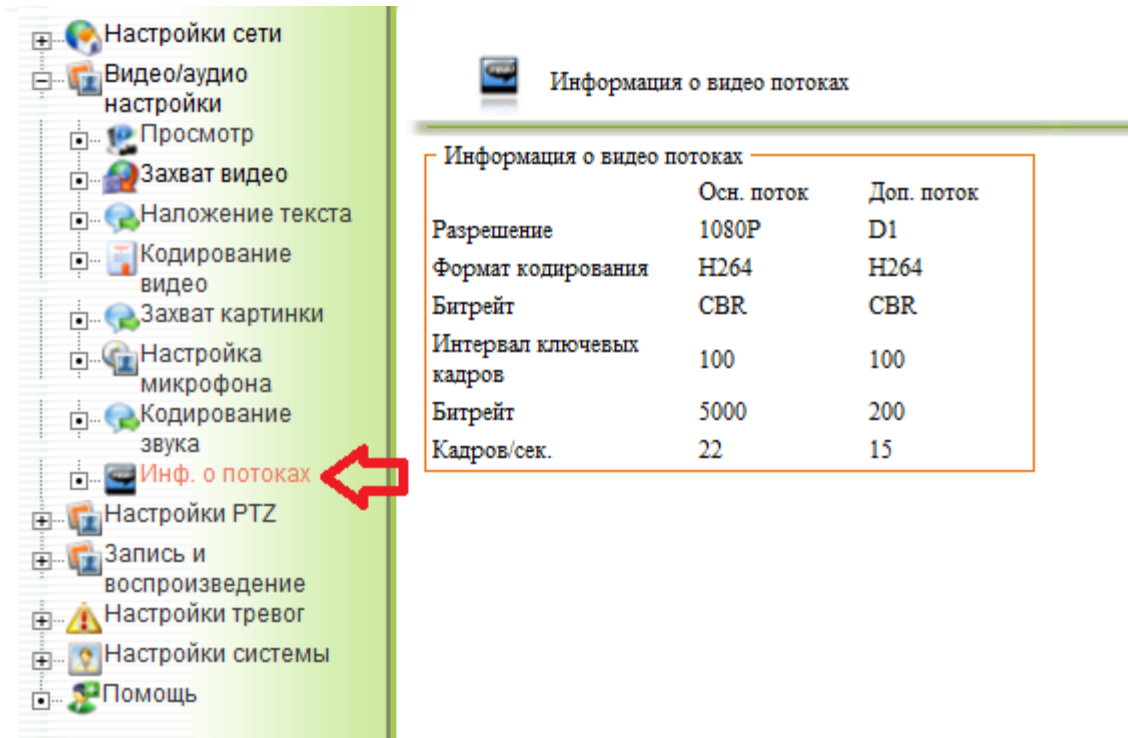 Настройки сети
Видео/аудио
настройки
Просмотр
Захват видео
Наложение текста
Кодирование
видео
Захват картинки
Настройка
микрофона
Кодирование
звука
Инф. о потоках
Настройки PTZ
Запись и
воспроизведение
Настройки тревог
Настройки системы
Помощь
Информация о видео потоках
Информация о видео потоках
Осн. поток Доп. поток
Разрешение 1080P D1
Формат кодирования H264 H264
Битрейт CBR CBR
Интервал ключевых
кадров 100 100
Битрейт 5000 200
Кадров/сек. 22 15